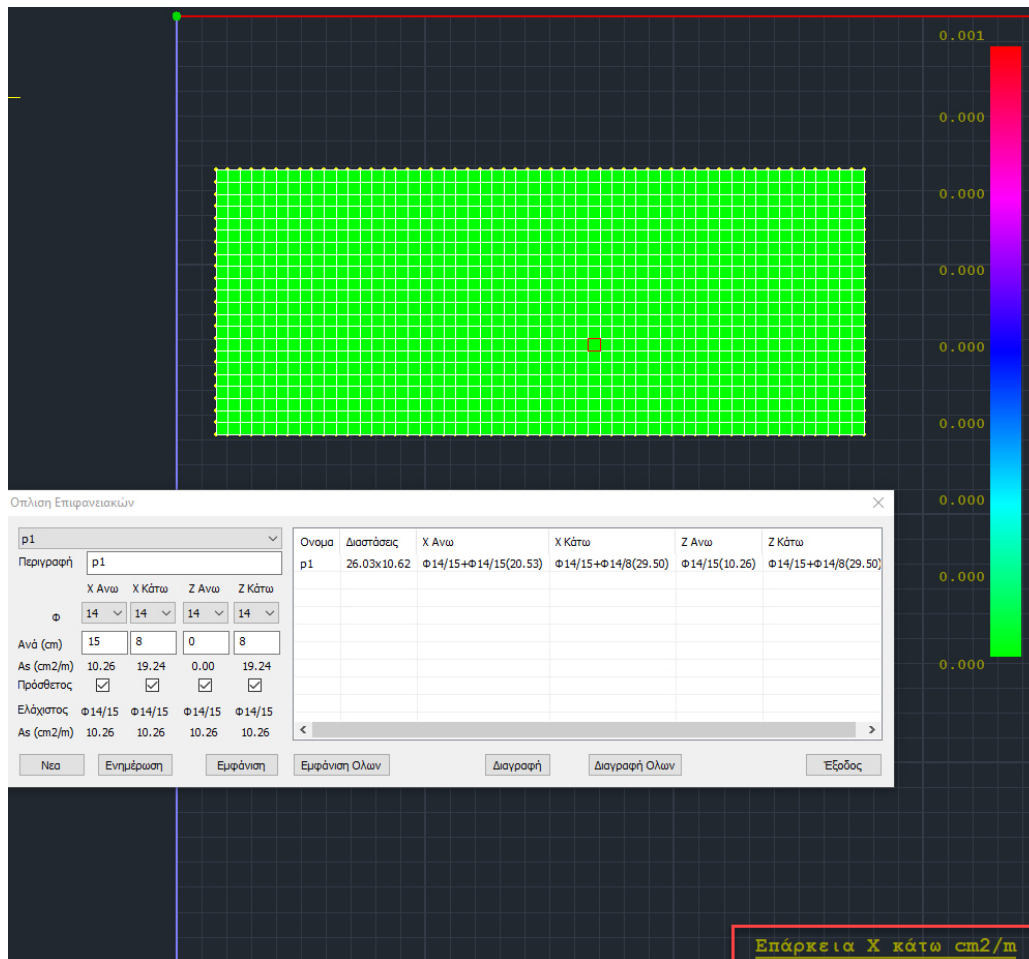 0.001
0.000
0.000
0.000
0.000
0.000
0.000
0.000
0.000
Οπλιση Επιφανειακών
p1
Περιγραφή p1
Χ Ανω Χ Κάτω Ζ Ανω Ζ Κάτω
Φ 14 14 14 14
Ανά (cm) 15 8 0 8
As (cm2/m) 10.26 19.24 0.00 19.24
Πρόσθετος
Ελάχιστος Φ14/15 Φ14/15 Φ14/15 Φ14/15
As (cm2/m) 10.26 10.26 10.26 10.26
Ονομα Διαστάσεις Χ Ανω Χ Κάτω Ζ Ανω Ζ Κάτω
p1 26.03x10.62 Φ14/15+Φ14/15(20.53) Φ14/15+Φ14/8(29.50) Φ14/15(10.26) Φ14/15+Φ14/8(29.50)
Νεα Ενημέρωση Εμφάνιση Εμφάνιση Ολων Διαγραφή Διαγραφή Ολων Έξοδος
Επάρκεια Χ κάτω cm2/m